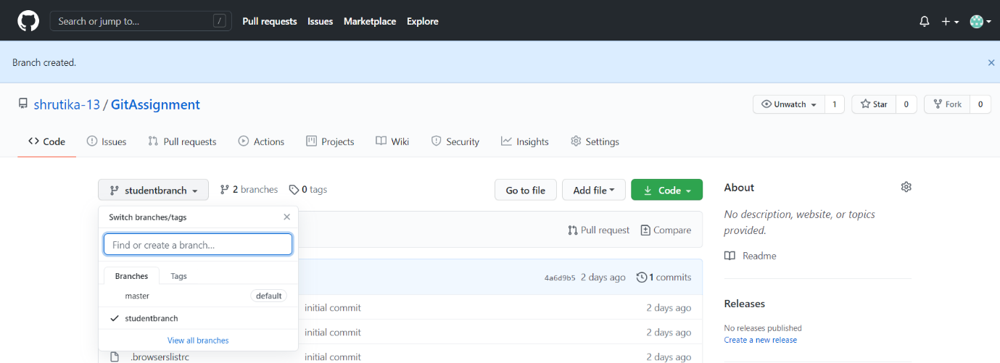 Search or jump to... /
Pull requests Issues Marketplace Explore
Branch created.
shrutika-13 / GitAssignment
Unwatch 1 Star 0 Fork 0
Code Issues Pull requests Actions Projects Wiki Security Insights Settings
studentbranch 2 branches 0 tags Go to file Add file Code
Switch branches/tags
Find or create a branch...
Branches Tags
master default
studentbranch
View all branches
Pull request Compare
4a6d9b5 2 days ago 1 commits
initial commit 2 days ago
initial commit 2 days ago
.browserslistrc initial commit 2 days ago
About
No description, website, or topics
provided.
Readme
Releases
No releases published
Create a new release